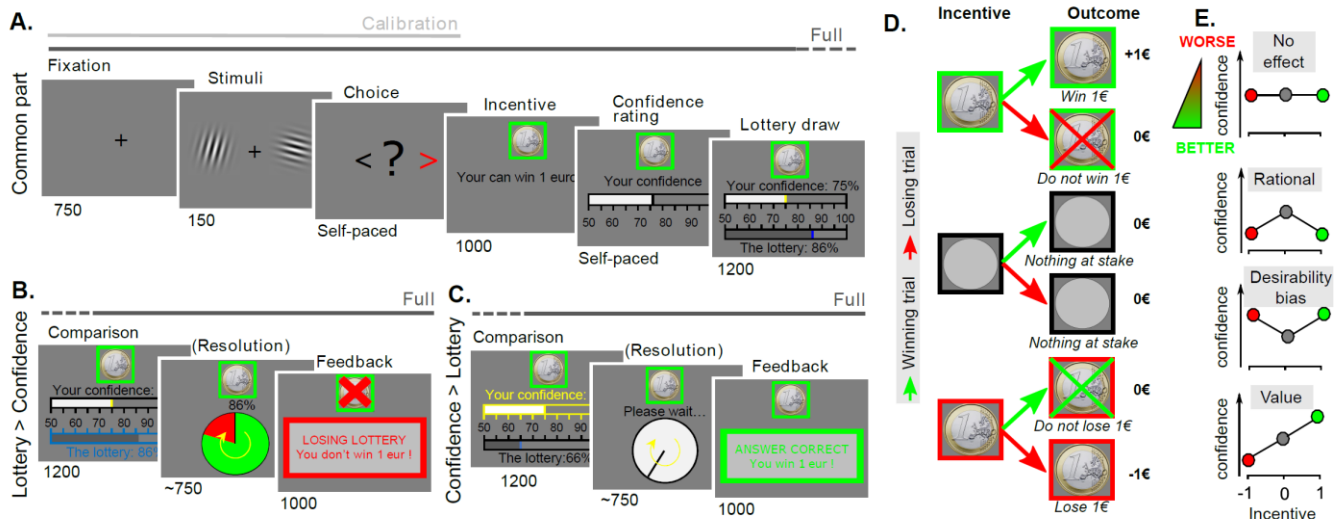 A.
Calibration
Full
Common part
Fixation
+
750
Stimuli
+
150
Choice
< ? >
Self-paced
Incentive
Your can win 1 euro
1000
Confidence
rating
Your confidence
50 60 70 80 90
Self-paced
Lottery draw
Your confidence: 75%
50 60 70 80 90 100
The lottery: 86%
1200
B.
Full
Lottery > Confidence
Comparison
Your confidence:
50 60 70 80 90
The lottery: 86%
1200
(Resolution)
86%
~750
Feedback
LOSING LOTTERY
You don't win 1 eur !
1000
C.
Full
Confidence > Lottery
Comparison
Your confidence:
50 60 70 80 90
The lottery:66%
1200
(Resolution)
Please wait...
~750
Feedback
ANSWER CORRECT
You win 1 eur !
1000
D.
Incentive
Outcome
Winning trial
Losing trial
+1€
Win 1€
0€
Do not win 1€
0€
Nothing at stake
0€
Nothing at stake
0€
Do not lose 1€
-1€
Lose 1€
E.
WORSE
BETTER
No
effect
confidence
Rational
confidence
Desirability
bias
confidence
Value
confidence
-1 0 1
Incentive